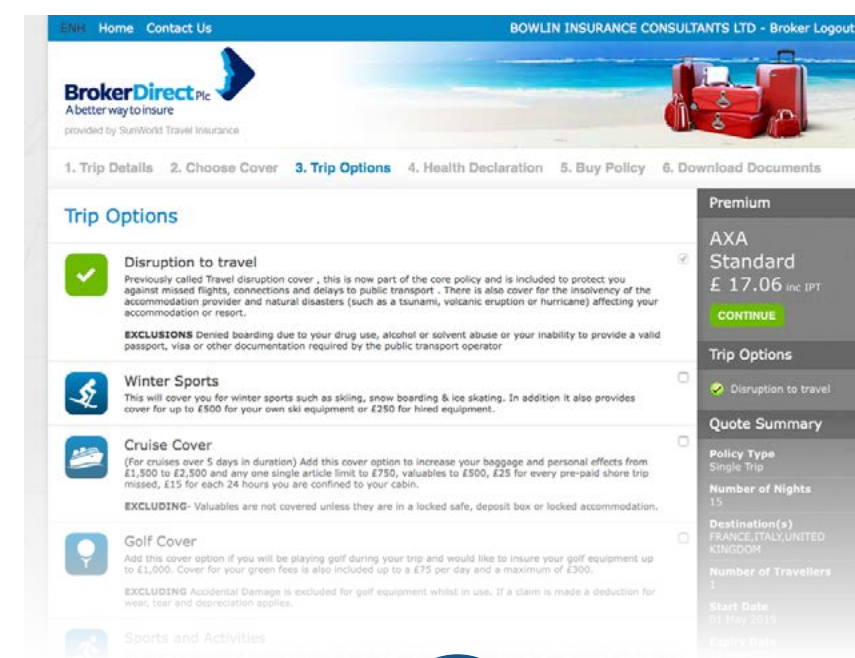 ENH Home Contact Us BOWLIN INSURANCE CONSULTANTS LTD - Broker Logout
BrokerDirect Plc
A better way to insure
provided by SunWorld Travel Insurance
1. Trip Details 2. Choose Cover 3. Trip Options 4. Health Declaration 5. Buy Policy 6. Download Documents
Trip Options
Disruption to travel
Previously called Travel disruption cover , this is now part of the core policy and is included to protect you
against missed flights, connections and delays to public transport . There is also cover for the insolvency of the
accommodation provider and natural disasters (such as a tsunami, volcanic eruption or hurricane) affecting your
accommodation or resort.
EXCLUSIONS Denied boarding due to your drug use, alcohol or solvent abuse or your inability to provide a valid
passport, visa or other documentation required by the public transport operator
Winter Sports
This will cover you for winter sports such as skiing, snow boarding & ice skating. In addition it also provides
cover for up to £500 for your own ski equipment or £250 for hired equipment.
Cruise Cover
(For cruises over 5 days in duration) Add this cover option to increase your baggage and personal effects from
£1,500 to £2,500 and any one single article limit to £750, valuables to £500, £25 for every pre-paid shore trip
missed, £15 for each 24 hours you are confined to your cabin.
EXCLUDING- Valuables are not covered unless they are in a locked safe, deposit box or locked accommodation.
Golf Cover
Add this cover option if you will be playing golf during your trip and would like to insure your golf equipment up
to £1,000. Cover for your green fees is also included up to a £75 per day and a maximum of £300.
EXCLUDING Accidental Damage is excluded for golf equipment whilst in use. If a claim is made a deduction for
wear, tear and depreciation applies.
Sports and Activities
Premium
AXA
Standard
£ 17.06 inc IPT
CONTINUE
Trip Options
Disruption to travel
Quote Summary
Policy Type
Single Trip
Number of Nights
15
Destination(s)
FRANCE,ITALY,UNITED
KINGDOM
Number of Travellers
1
Start Date
01 May 2019
Expiry Date